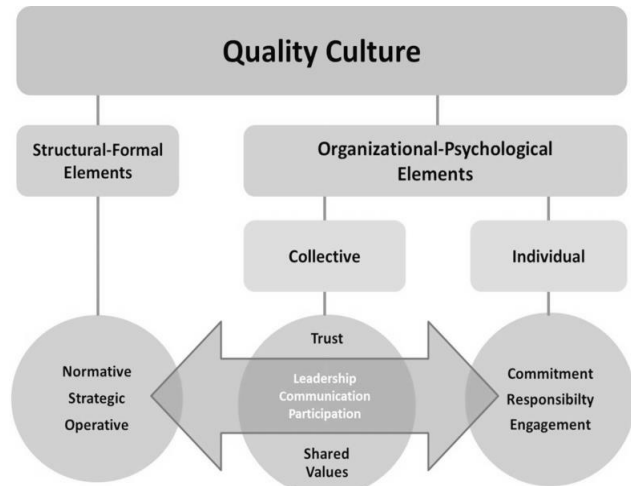 Quality Culture
Structural-Formal
Elements
Organizational-Psychological
Elements
Collective
Individual
Normative
Strategic
Operative
Trust
Leadership
Communication
Participation
Shared
Values
Commitment
Responsibilty
Engagement